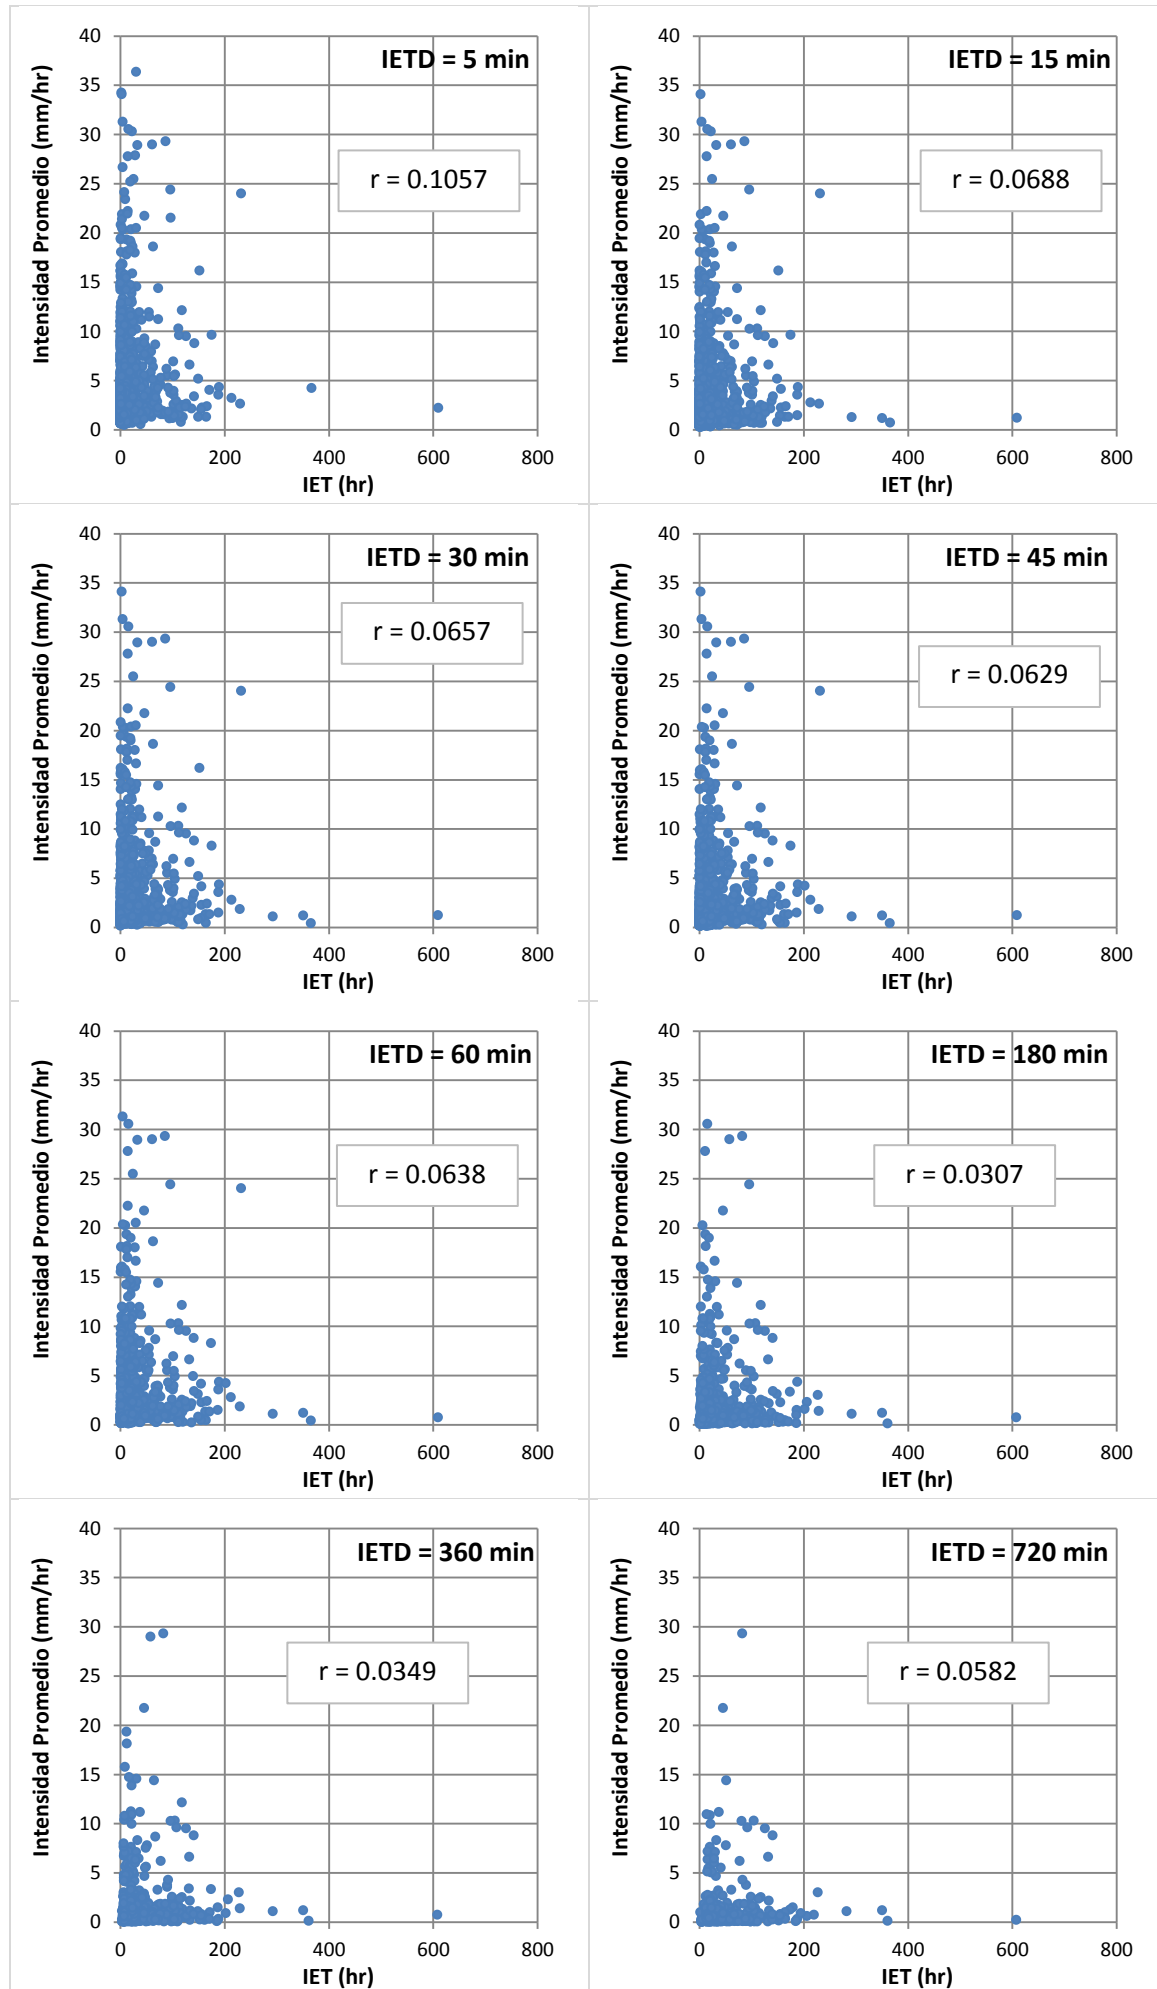 IETD = 5 min
r = 0.1057
Intensidad Promedio (mm/hr)
40
35
30
25
20
15
10
5
0
0 200 400 600 800
IET (hr)
IETD = 15 min
r = 0.0688
Intensidad Promedio (mm/hr)
40
35
30
25
20
15
10
5
0
0 200 400 600 800
IET (hr)
IETD = 30 min
r = 0.0657
Intensidad Promedio (mm/hr)
40
35
30
25
20
15
10
5
0
0 200 400 600 800
IET (hr)
IETD = 45 min
r = 0.0629
Intensidad Promedio (mm/hr)
40
35
30
25
20
15
10
5
0
0 200 400 600 800
IET (hr)
IETD = 60 min
r = 0.0638
Intensidad Promedio (mm/hr)
40
35
30
25
20
15
10
5
0
0 200 400 600 800
IET (hr)
IETD = 180 min
r = 0.0307
Intensidad Promedio (mm/hr)
40
35
30
25
20
15
10
5
0
0 200 400 600 800
IET (hr)
IETD = 360 min
r = 0.0349
Intensidad Promedio (mm/hr)
40
35
30
25
20
15
10
5
0
0 200 400 600 800
IET (hr)
IETD = 720 min
r = 0.0582
Intensidad Promedio (mm/hr)
40
35
30
25
20
15
10
5
0
0 200 400 600 800
IET (hr)